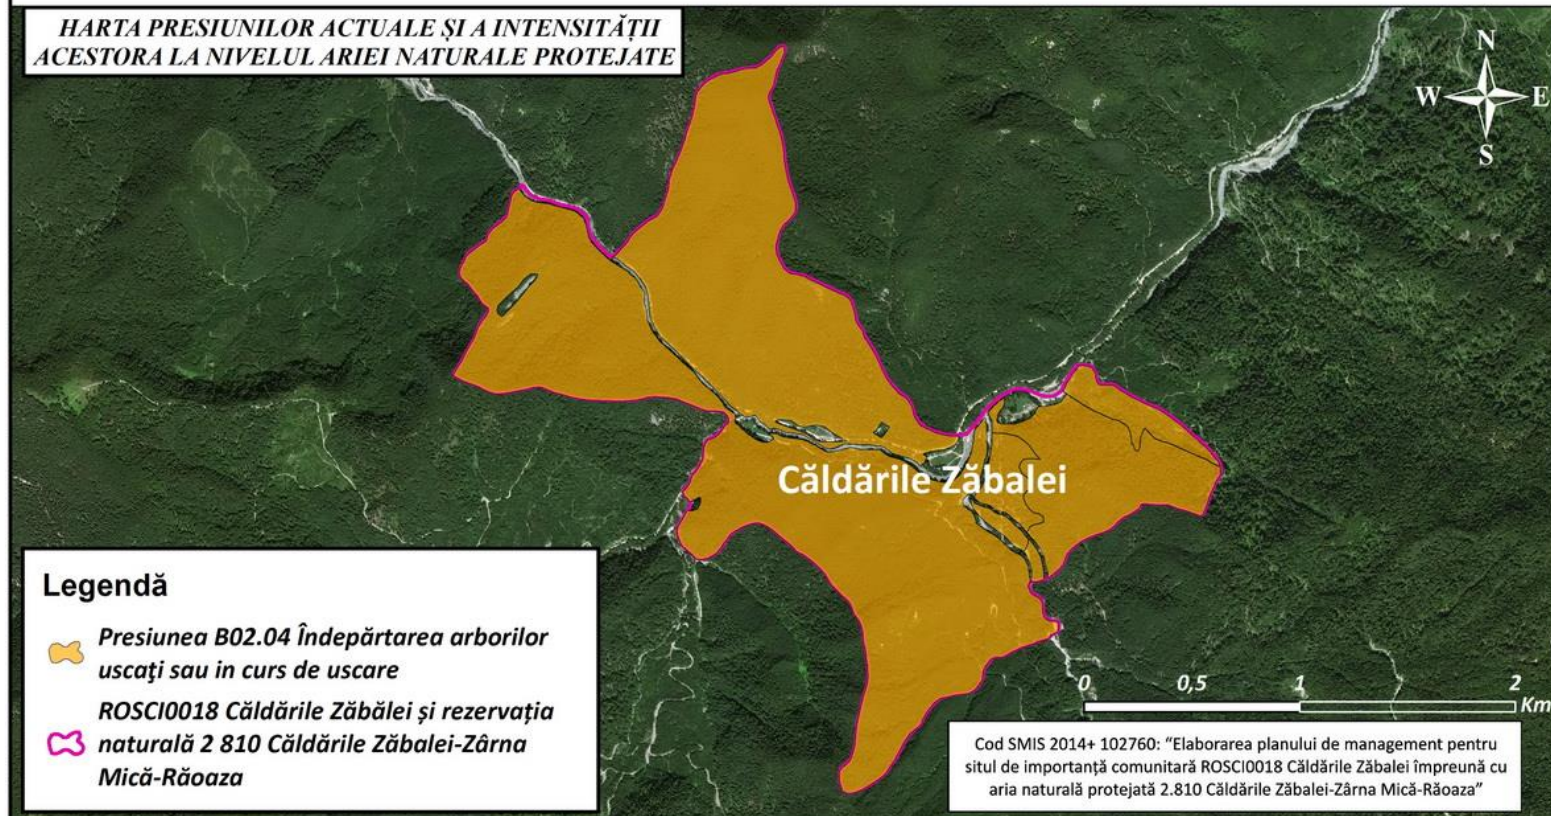 HARTA PRESIUNILOR ACTUALE ȘI A INTENSITĂȚII
ACESTORA LA NIVELUL ARIEI NATURALE PROTEJATE
N
W E
S
Căldările Zăbalei
Legendă
Presiunea B02.04 Îndepărtarea arborilor
uscaţi sau in curs de uscare
ROSCI0018 Căldările Zăbălei și rezervația
naturală 2 810 Căldările Zăbalei-Zârna
Mică-Răoaza
0 0,5 1 2
Km
Cod SMIS 2014+ 102760: “Elaborarea planului de management pentru
situl de importanță comunitară ROSCI0018 Căldările Zăbalei împreună cu
aria naturală protejată 2.810 Căldările Zăbalei-Zârna Mică-Răoaza”